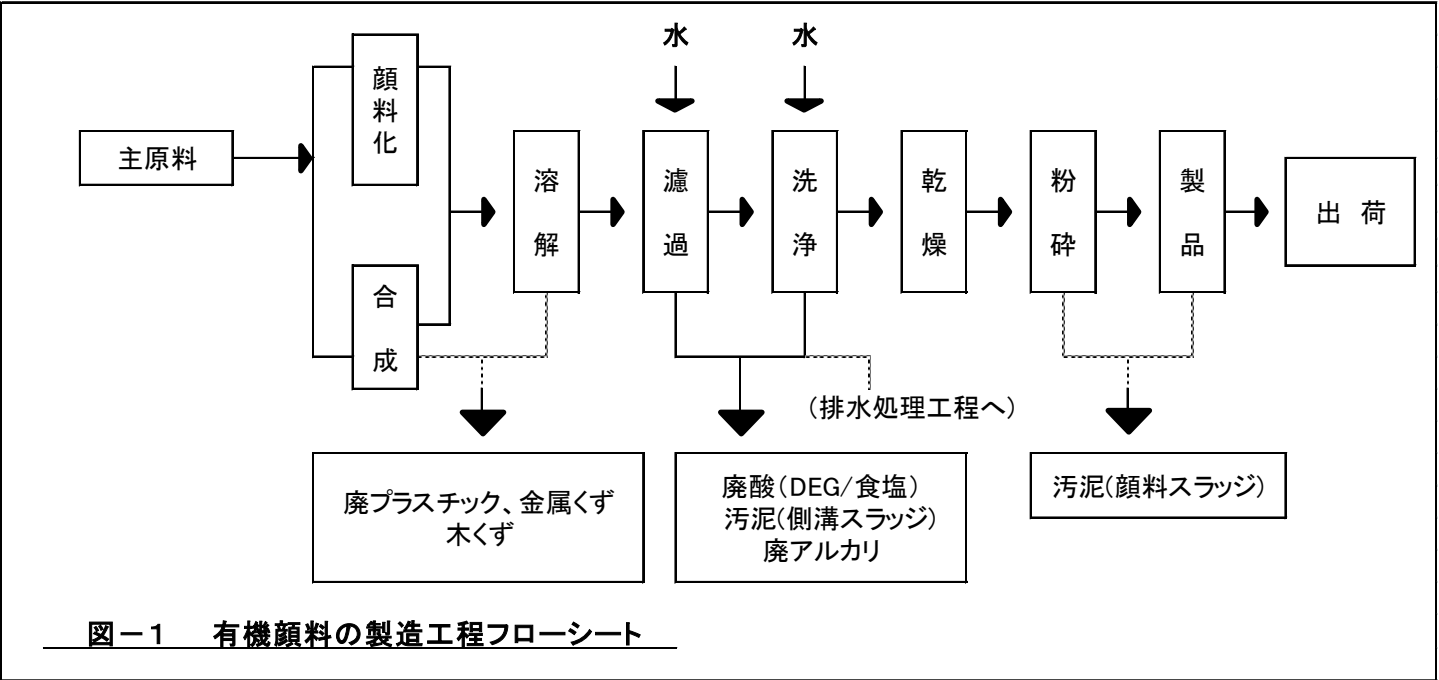 水
水
主原料
顔料化
合成
溶解
濾過
洗浄
乾燥
粉砕
製品
出 荷
(排水処理工程へ)
廃プラスチック、金属くず
木くず
廃酸(DEG/食塩)
汚泥(側溝スラッジ)
廃アルカリ
汚泥(顔料スラッジ)
図－1 有機顔料の製造工程フローシート